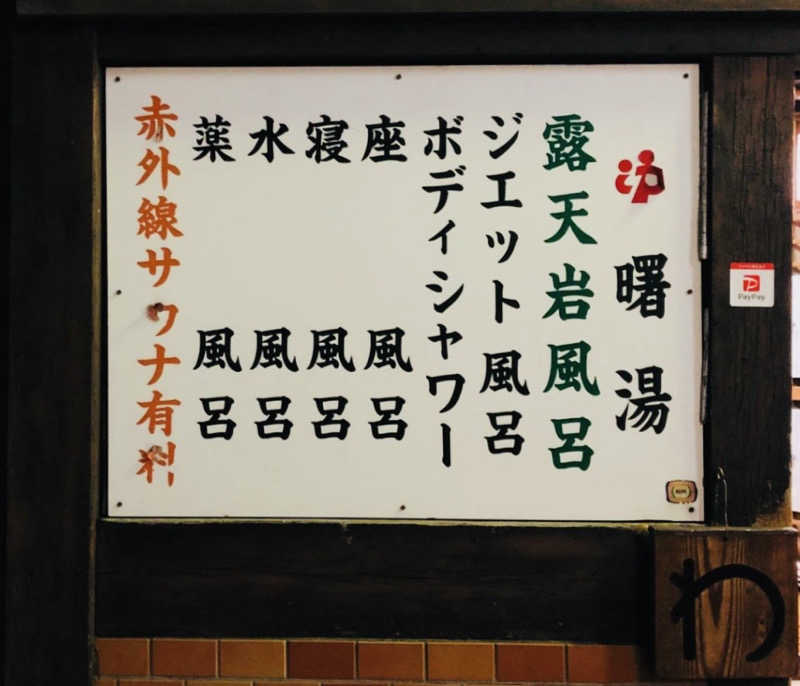 曙湯
露天岩風呂
ジエット風呂
ボディシャワー
座風呂
寝風呂
水風呂
薬風呂
赤外線サウナ有料
PayPay
わ